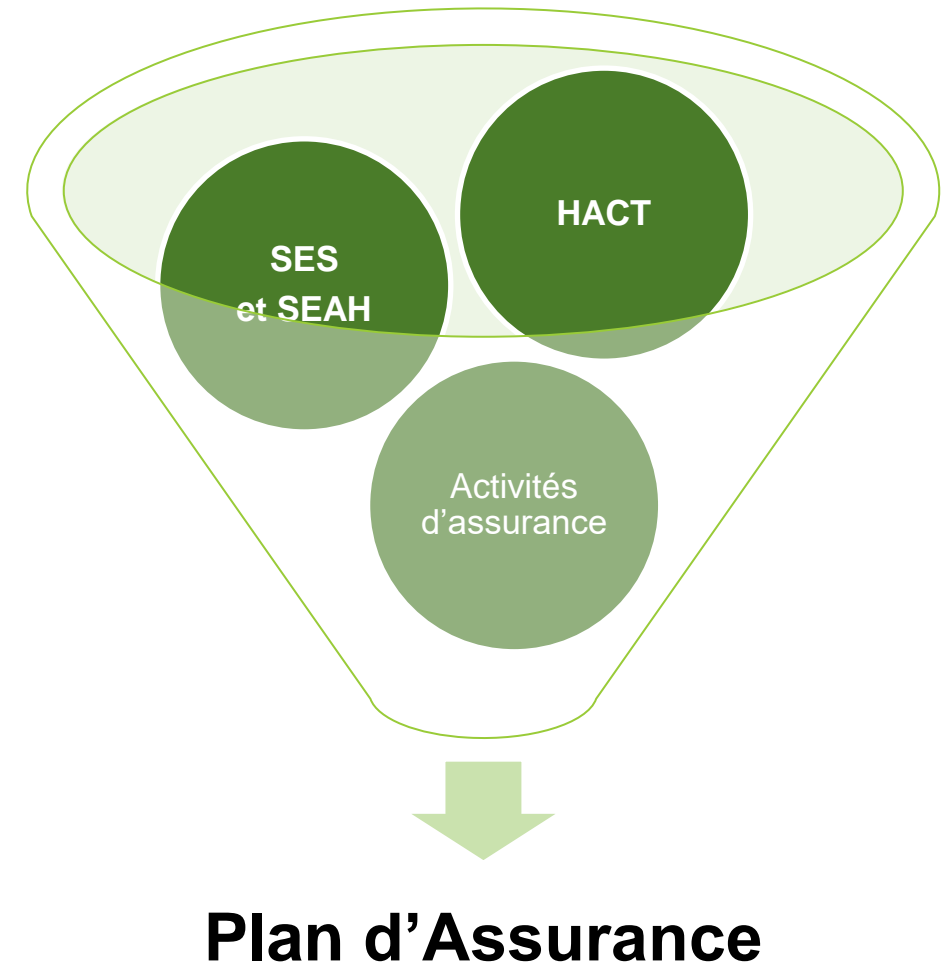 HACT
SES
et SEAH
Activités
d’assurance
Plan d’Assurance